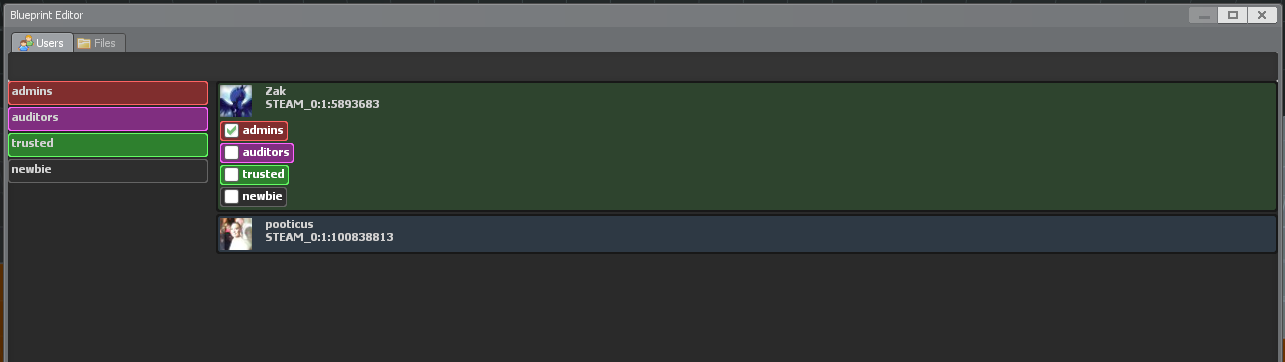 Blueprint Editor
Users Files
admins
auditors
trusted
newbie
Zak
STEAM_0:1:5893683
admins
auditors
trusted
newbie
pooticus
STEAM_0:1:100838813